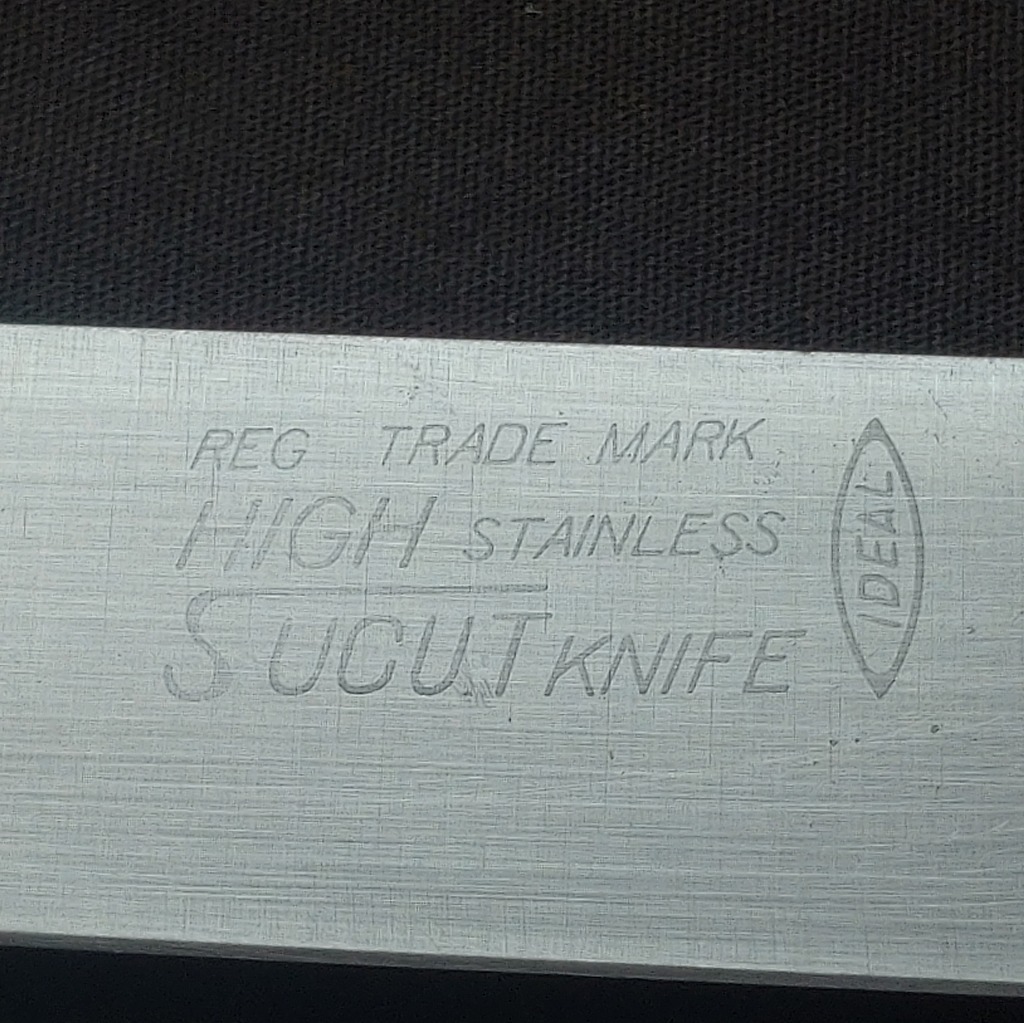 REG TRADE MARK
HIGH STAINLESS
SUCUT KNIFE
IDEAL